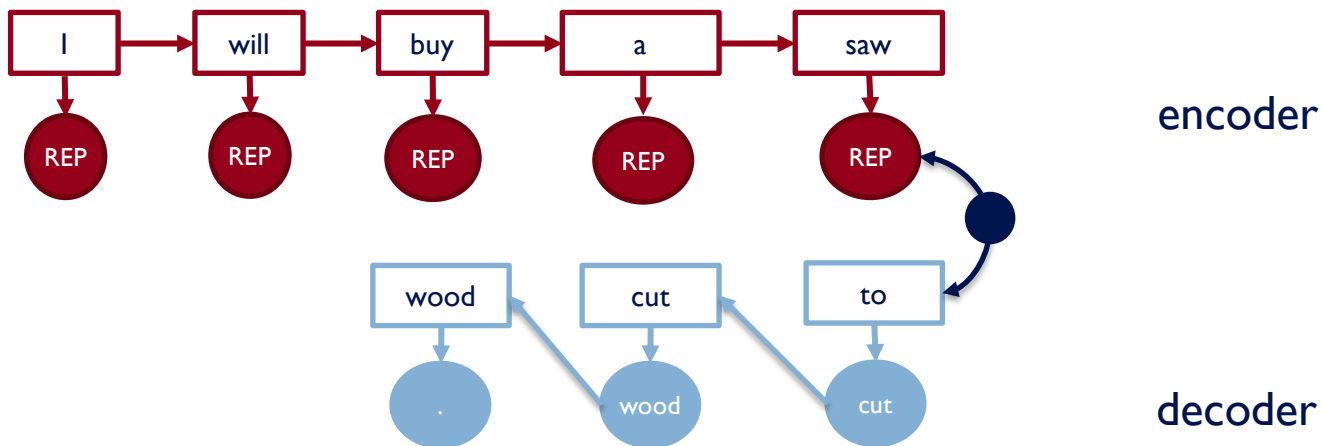 I will buy a saw
REP REP REP REP REP
encoder
wood cut to
. wood cut
decoder